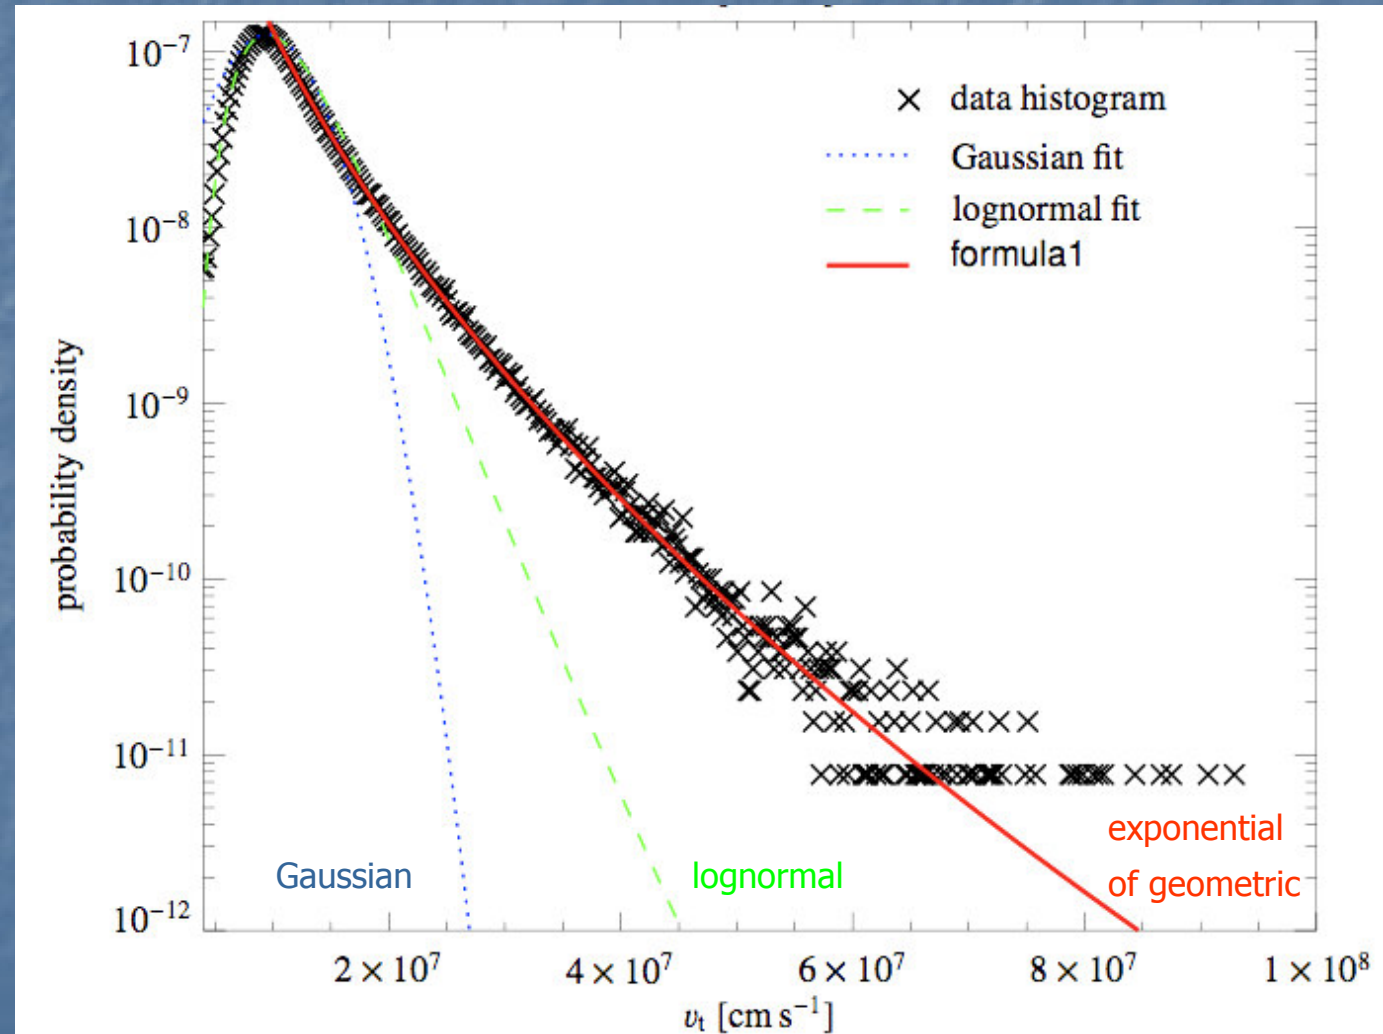 10⁻⁷
10⁻⁸
10⁻⁹
10⁻¹⁰
10⁻¹¹
10⁻¹²
probability density
data histogram
Gaussian fit
lognormal fit
formula1
Gaussian
lognormal
exponential
of geometric
2 × 10⁷
4 × 10⁷
6 × 10⁷
8 × 10⁷
1 × 10⁸
υₜ [cm s⁻¹]